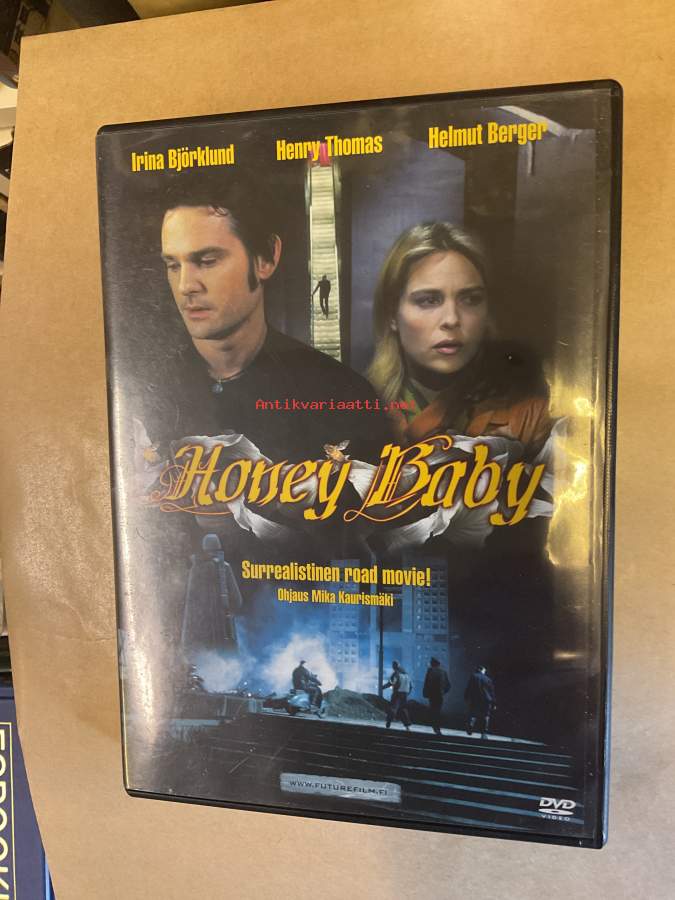 Irina Björklund Henry Thomas Helmut Berger
Antikvariaatti.net
Honey Baby
Surrealistinen road movie!
Ohjaus Mika Kaurismäki
WWW.FUTUREFILM.FI
DVD
VIDEO